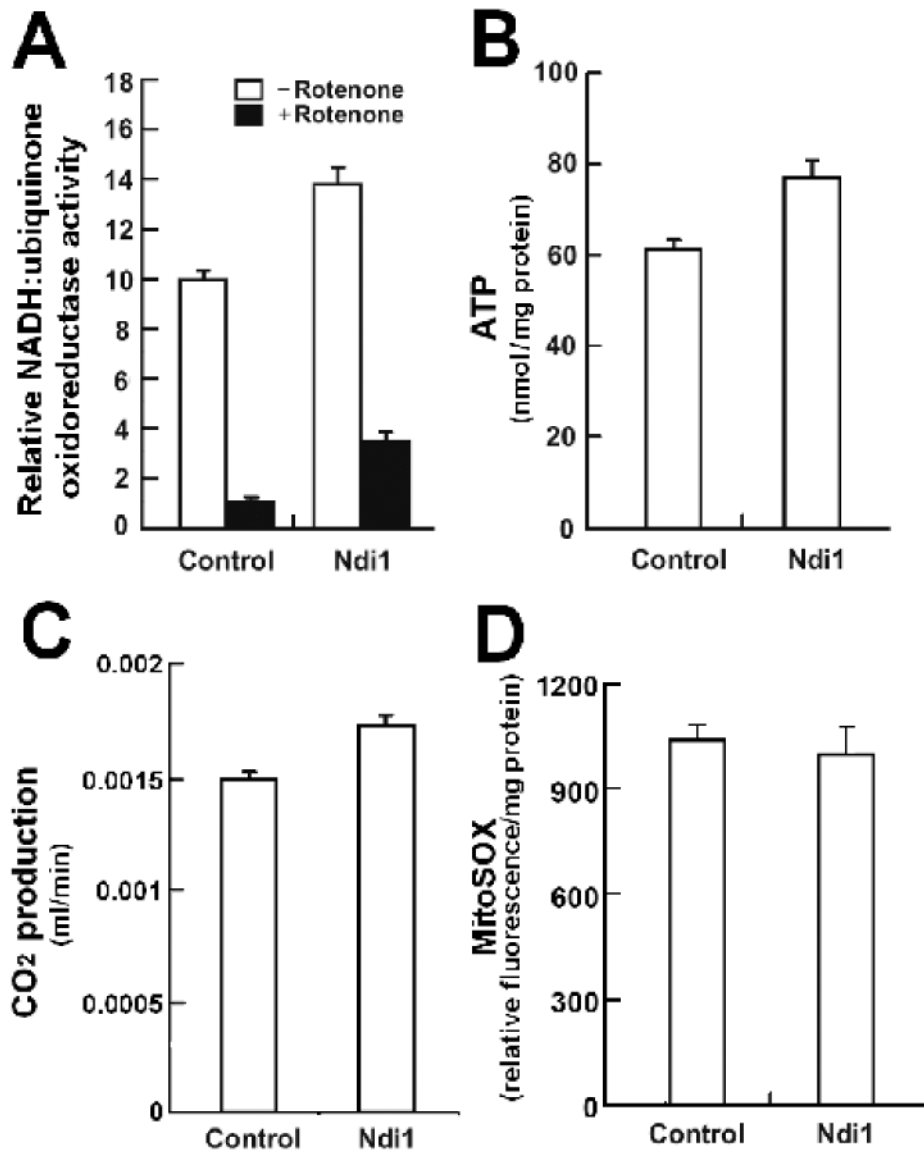 A
Relative NADH:ubiquinone
oxidoreductase activity
18
16
14
12
10
8
6
4
2
0
−Rotenone
+Rotenone
Control
Ndi1
B
ATP
(nmol/mg protein)
100
80
60
40
20
0
Control
Ndi1
C
CO2 production
(ml/min)
0.002
0.0015
0.001
0.0005
0
Control
Ndi1
D
MitoSOX
(relative fluorescence/mg protein)
1200
900
600
300
0
Control
Ndi1